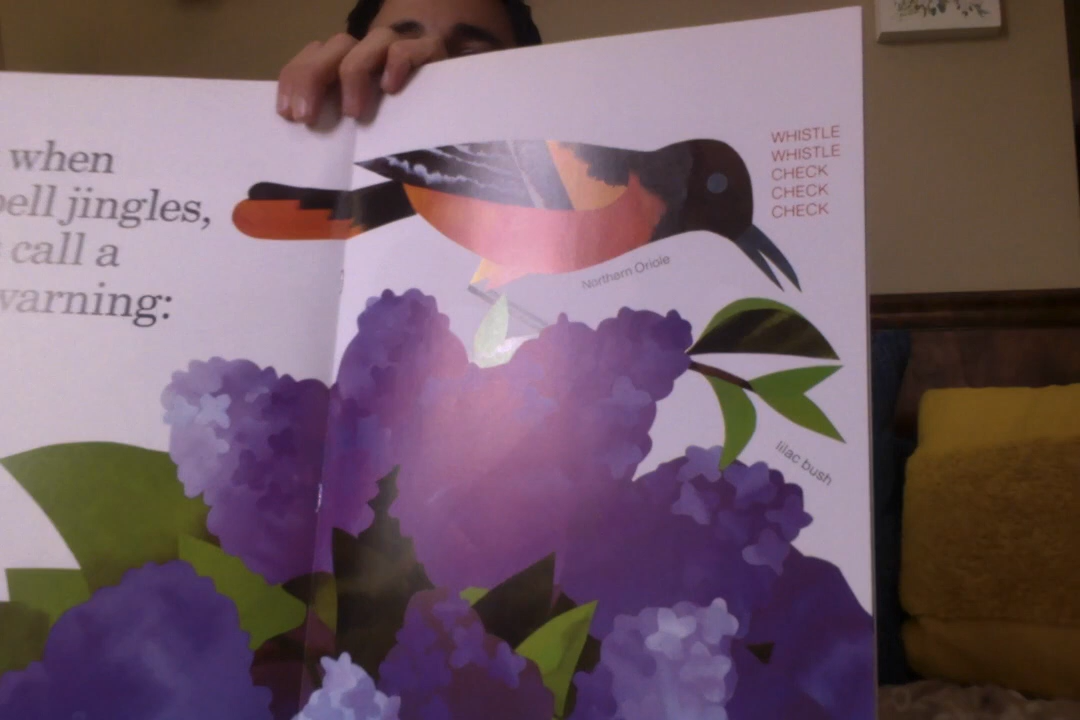 when
ell jingles,
call a
warning:
WHISTLE
WHISTLE
CHECK
CHECK
CHECK
Northern Oriole
lilac bush